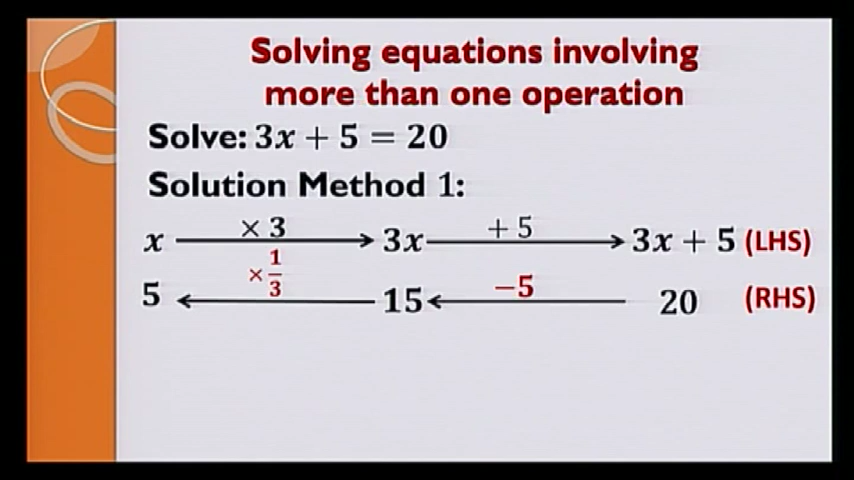 Solving equations involving
more than one operation
Solve: 3x + 5 = 20
Solution Method 1:
x × 3 3x + 5 3x + 5 (LHS)
5 × 1/3 15 −5 20 (RHS)